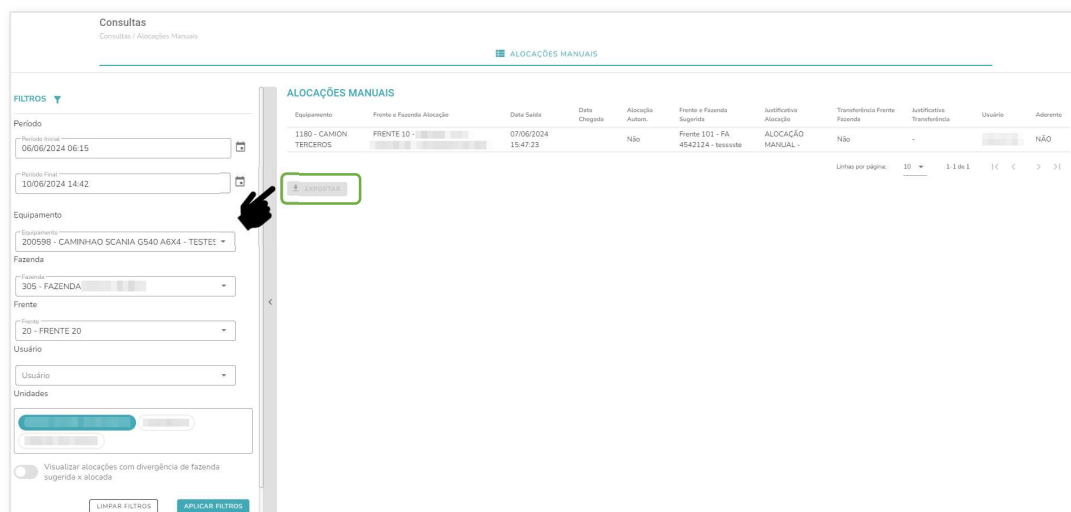 Consultas
Consultas / Alocações Manuais
ALOCAÇÕES MANUAIS
FILTROS
Período
Período Inicial
06/06/2024 06:15
Período Final
10/06/2024 14:42
Equipamento
Equipamento
200598 - CAMINHAO SCANIA G540 A6X4 - TESTES
Fazenda
Fazenda
305 - FAZENDA
Frente
Frente
20 - FRENTE 20
Usuário
Usuário
Unidades
Visualizar alocações com divergência de fazenda
sugerida x alocada
LIMPAR FILTROS APLICAR FILTROS
ALOCAÇÕES MANUAIS
Equipamento Frente e Fazenda Alocação Data Saída Data Chegada Alocação Autom. Frente e Fazenda Sugerida Justificativa Alocação Transferência Frente Fazenda Justificativa Transferência Usuário Aderente
1180 - CAMION FRENTE 10 - 07/06/2024 Não Frente 101 - FA ALOCAÇÃO Não - NÃO
TERCEROS 15:47:23 4542124 - tesssste MANUAL -
Linhas por página: 10 1-1 de 1
EXPORTAR